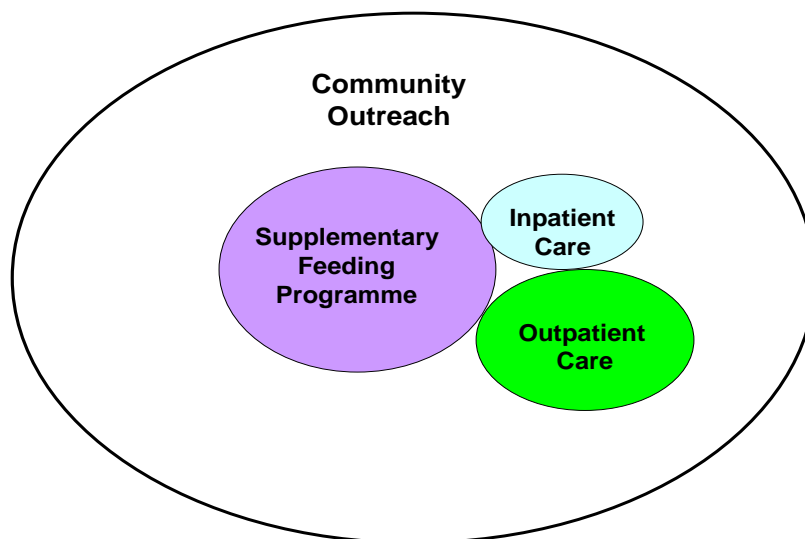 Community
Outreach
Supplementary
Feeding
Programme
Inpatient
Care
Outpatient
Care